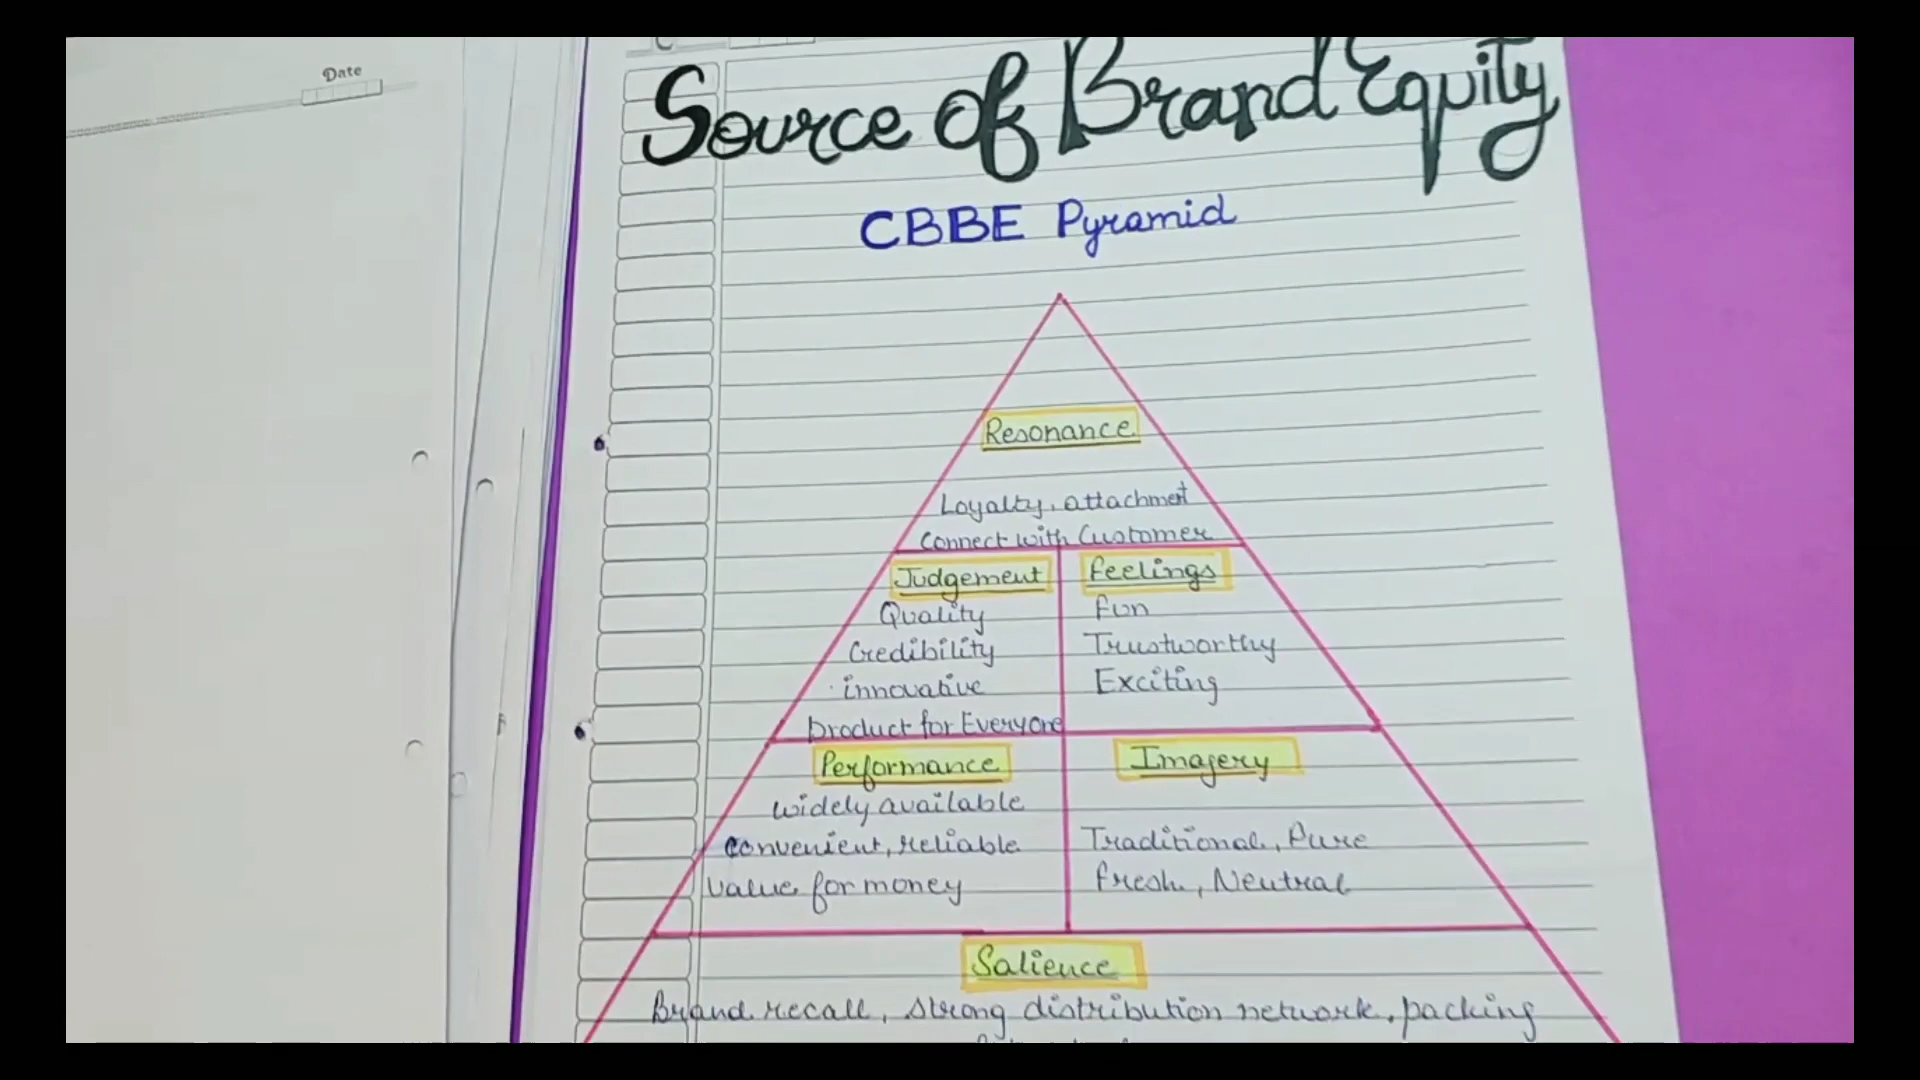 Date
Source of Brand Equity
CBBE Pyramid
Resonance
Loyalty, attachment
Connect with Customer
Judgement
Quality
Credibility
innovative
product for Everyone
Feelings
fun
Trustworthy
Exciting
Performance
widely available
convenient, reliable
value for money
Imagery
Traditional, Pure
fresh, Neutral
Salience
Brand recall, strong distribution network, packing